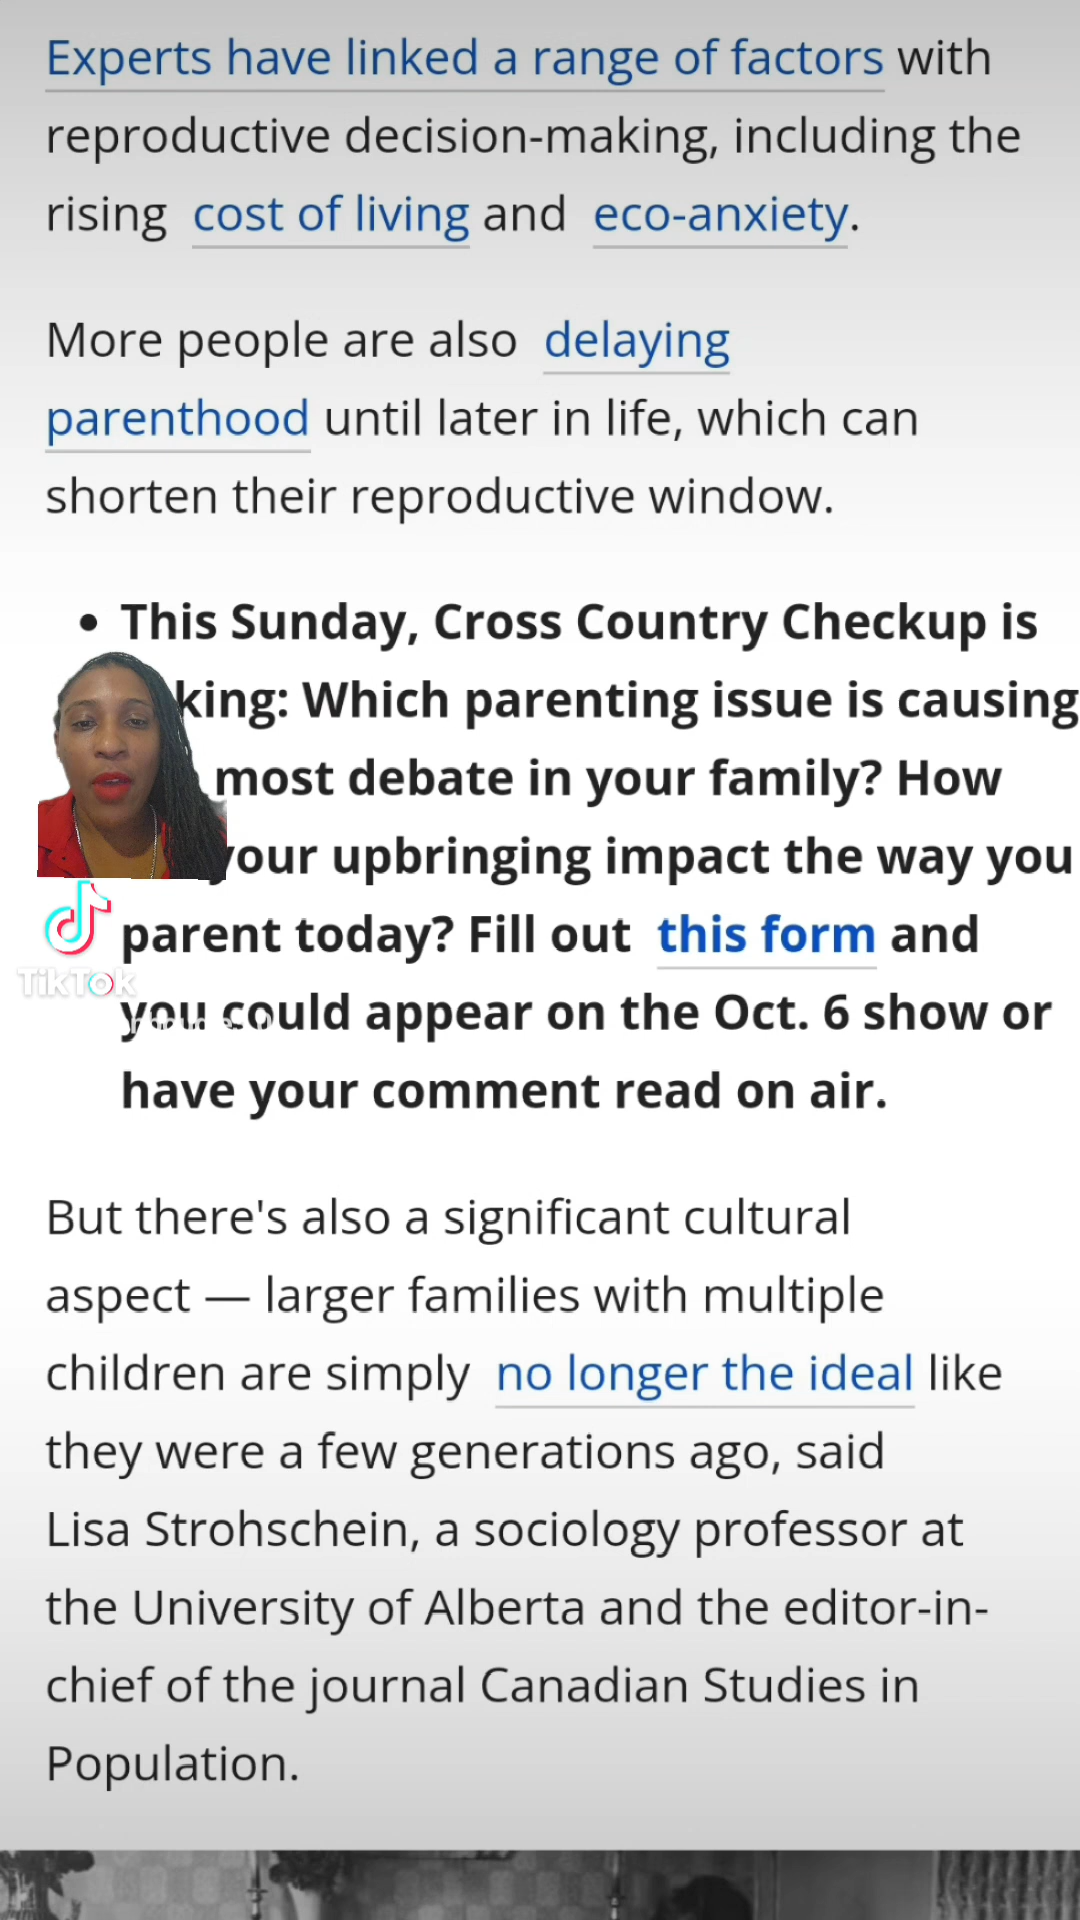 Experts have linked a range of factors with
reproductive decision-making, including the
rising cost of living and eco-anxiety.
More people are also delaying
parenthood until later in life, which can
shorten their reproductive window.
• This Sunday, Cross Country Checkup is
king: Which parenting issue is causing
most debate in your family? How
your upbringing impact the way you
parent today? Fill out this form and
TikTok
you could appear on the Oct. 6 show or
have your comment read on air.
But there's also a significant cultural
aspect — larger families with multiple
children are simply no longer the ideal like
they were a few generations ago, said
Lisa Strohschein, a sociology professor at
the University of Alberta and the editor-in-
chief of the journal Canadian Studies in
Population.